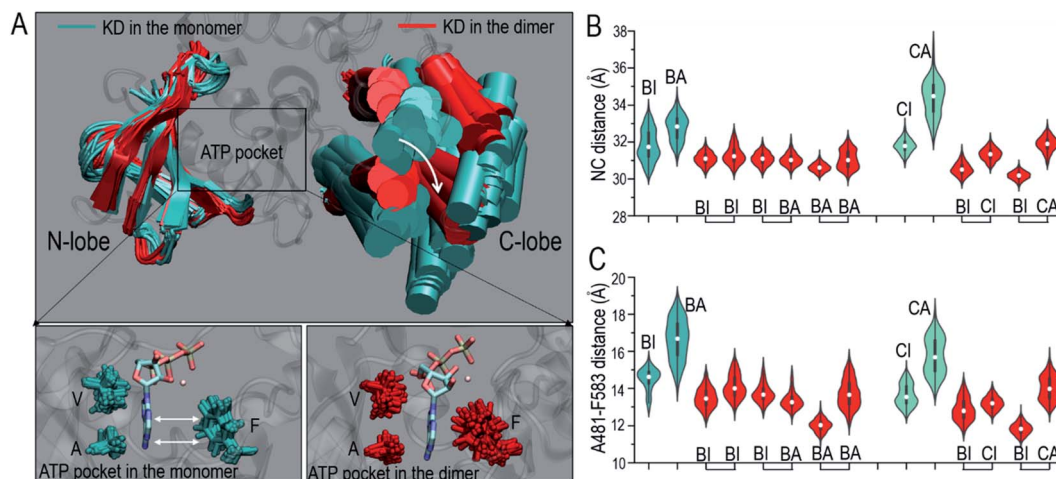 A
KD in the monomer
KD in the dimer
ATP pocket
N-lobe
C-lobe
V
A
F
ATP pocket in the monomer
V
A
F
ATP pocket in the dimer
B
NC distance (Å)
38
36
34
32
30
28
BI
BA
CI
CA
BI BI BI BA BA BA BI CI BI CA
C
A481-F583 distance (Å)
20
18
16
14
12
10
BI
BA
CI
CA
BI BI BI BA BA BA BI CI BI CA